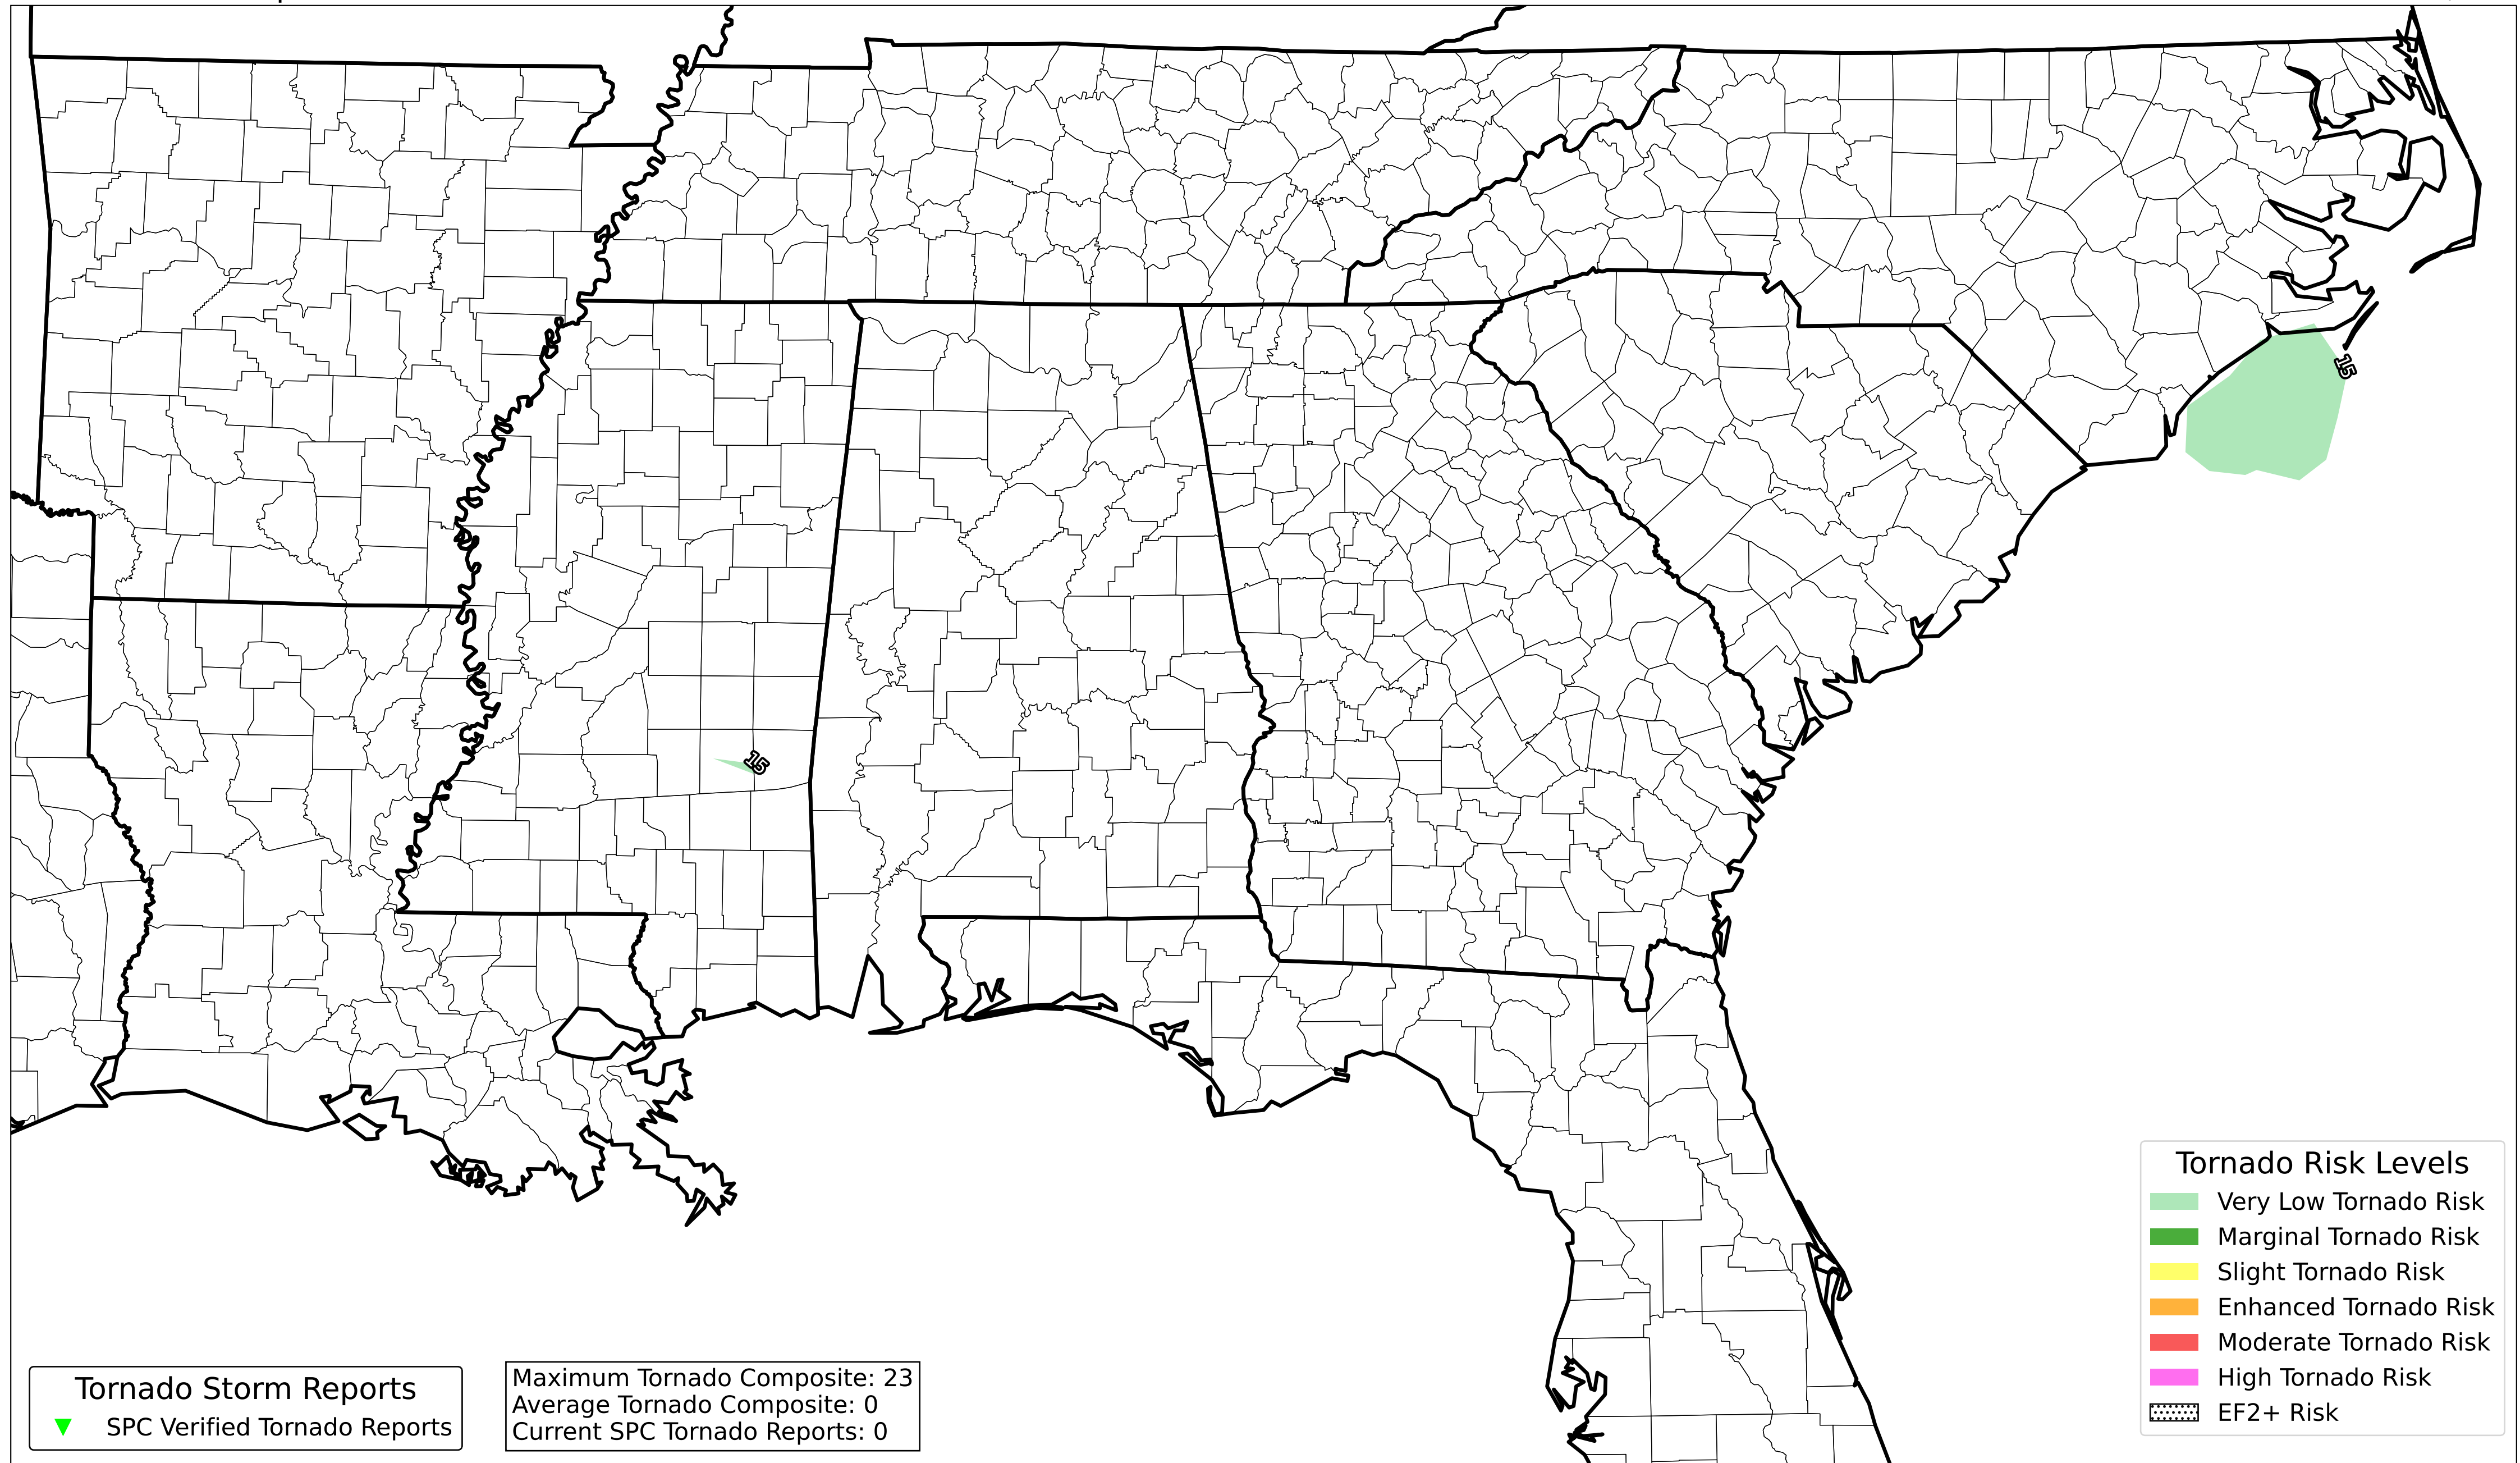 15
15
Tornado Risk Levels
Very Low Tornado Risk
Marginal Tornado Risk
Slight Tornado Risk
Enhanced Tornado Risk
Moderate Tornado Risk
High Tornado Risk
EF2+ Risk
Tornado Storm Reports
SPC Verified Tornado Reports
Maximum Tornado Composite: 23
Average Tornado Composite: 0
Current SPC Tornado Reports: 0